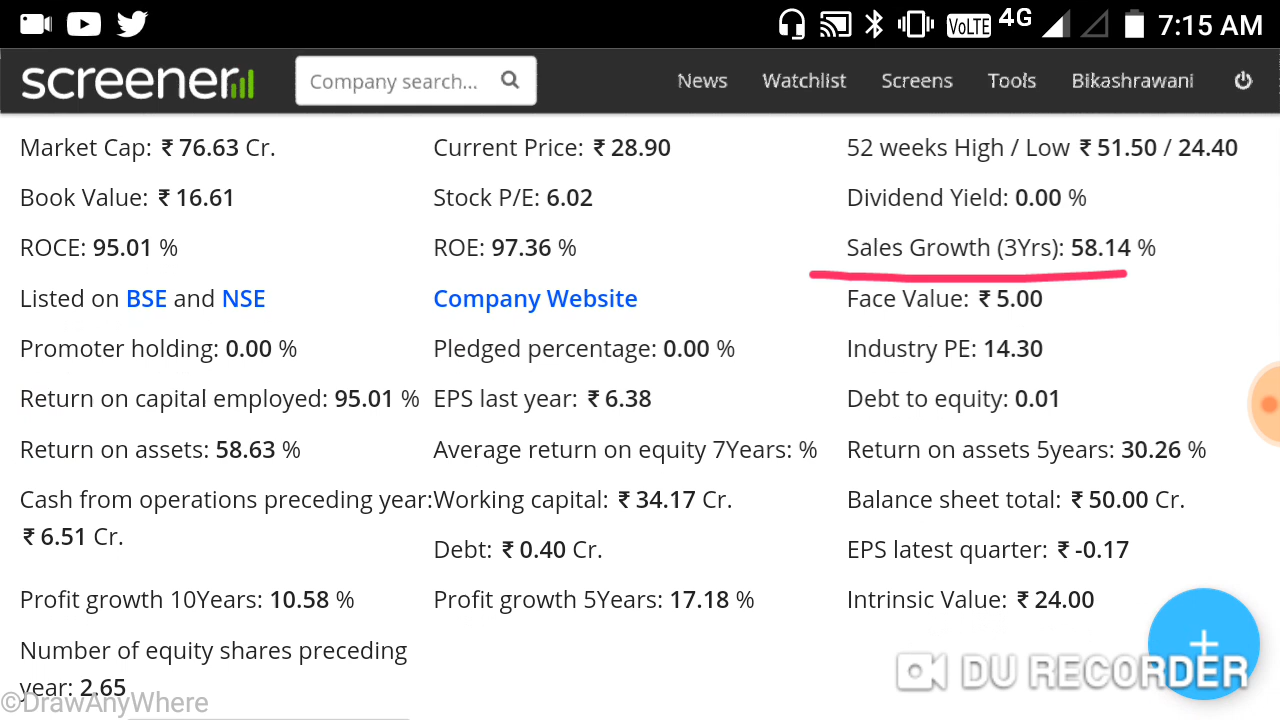 VoLTE 4G 7:15 AM
screener Company search... News Watchlist Screens Tools Bikashrawani
Market Cap: ₹ 76.63 Cr. Current Price: ₹ 28.90 52 weeks High / Low ₹ 51.50 / 24.40
Book Value: ₹ 16.61 Stock P/E: 6.02 Dividend Yield: 0.00 %
ROCE: 95.01 % ROE: 97.36 % Sales Growth (3Yrs): 58.14 %
Listed on BSE and NSE Company Website Face Value: ₹ 5.00
Promoter holding: 0.00 % Pledged percentage: 0.00 % Industry PE: 14.30
Return on capital employed: 95.01 % EPS last year: ₹ 6.38 Debt to equity: 0.01
Return on assets: 58.63 % Average return on equity 7Years: % Return on assets 5years: 30.26 %
Cash from operations preceding year: Working capital: ₹ 34.17 Cr. Balance sheet total: ₹ 50.00 Cr.
₹ 6.51 Cr.
Debt: ₹ 0.40 Cr. EPS latest quarter: ₹ -0.17
Profit growth 10Years: 10.58 % Profit growth 5Years: 17.18 % Intrinsic Value: ₹ 24.00
Number of equity shares preceding
year: 2.65
DU RECORDER
©DrawAnyWhere